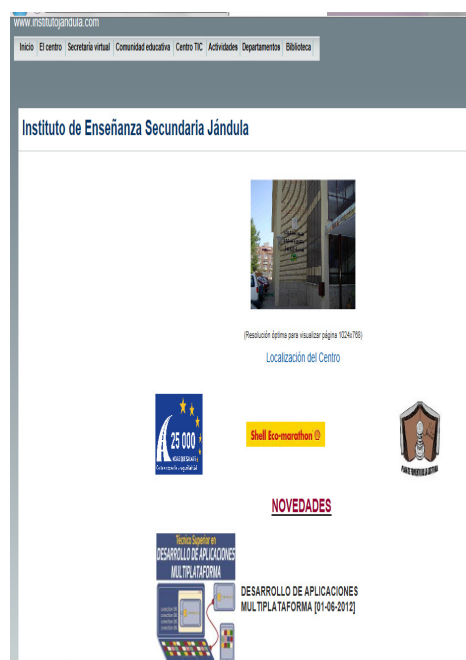 www.institutojandula.com
Inicio El centro Secretaría virtual Comunidad educativa Centro TIC Actividades Departamentos Biblioteca
Instituto de Enseñanza Secundaria Jándula
(Resolución óptima para visualizar página 1024x768)
Localización del Centro
25 000
Shell Eco-marathon
NOVEDADES
Técnico Superior en
DESARROLLO DE APLICACIONES
MULTIPLATAFORMA
DESARROLLO DE APLICACIONES
MULTIPLATAFORMA [01-06-2012]